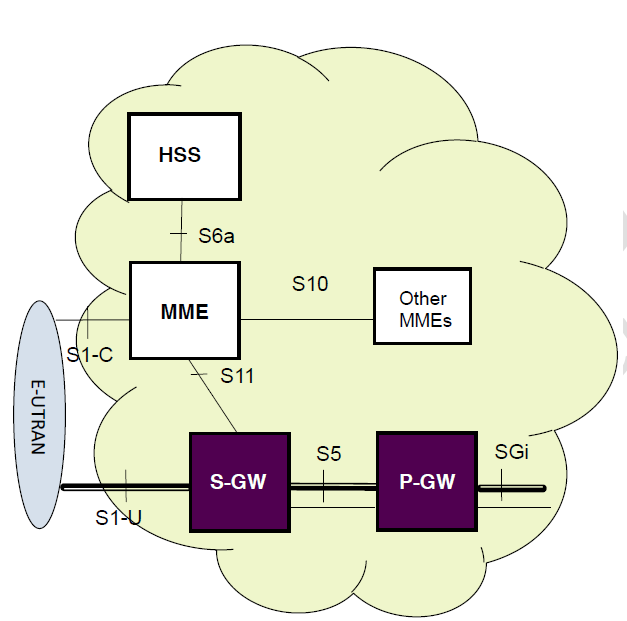 HSS
S6a
MME
S10
Other
MMEs
S1-C
S11
E-UTRAN
S-GW
S5
P-GW
SGi
S1-U